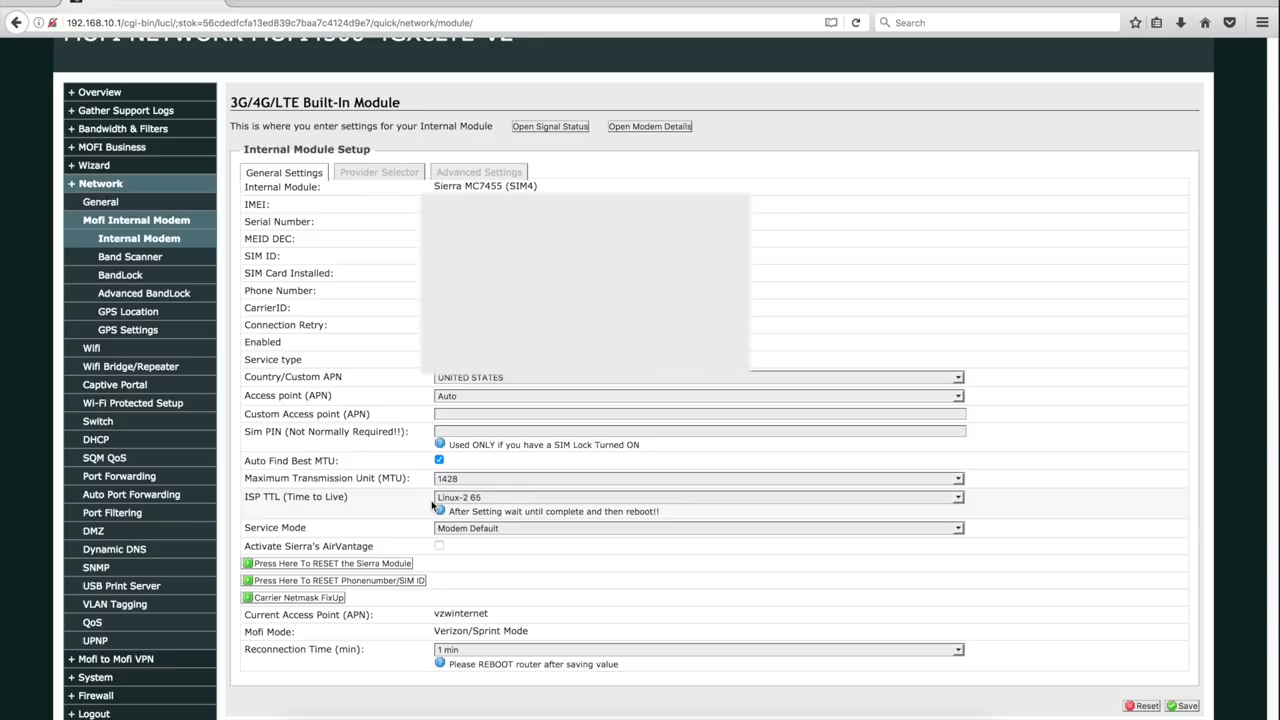 192.168.10.1/cgi-bin/luci/;stok=56cdedfcfa13ed839c7baa7c4124d9e7/quick/network/module/
Search
MOFI NETWORK MOFI4500-4GXELTE-V2
+ Overview
+ Gather Support Logs
+ Bandwidth & Filters
+ MOFI Business
+ Wizard
+ Network
General
Mofi Internal Modem
Internal Modem
Band Scanner
BandLock
Advanced BandLock
GPS Location
GPS Settings
Wifi
Wifi Bridge/Repeater
Captive Portal
Wi-Fi Protected Setup
Switch
DHCP
SQM QoS
Port Forwarding
Auto Port Forwarding
Port Filtering
DMZ
Dynamic DNS
SNMP
USB Print Server
VLAN Tagging
QoS
UPNP
+ Mofi to Mofi VPN
+ System
+ Firewall
+ Logout
3G/4G/LTE Built-In Module
This is where you enter settings for your Internal Module Open Signal Status Open Modem Details
Internal Module Setup
General Settings Provider Selector Advanced Settings
Internal Module: Sierra MC7455 (SIM4)
IMEI:
Serial Number:
MEID DEC:
SIM ID:
SIM Card Installed:
Phone Number:
CarrierID:
Connection Retry:
Enabled
Service type
Country/Custom APN UNITED STATES
Access point (APN) Auto
Custom Access point (APN)
Sim PIN (Not Normally Required!!):
Used ONLY if you have a SIM Lock Turned ON
Auto Find Best MTU:
Maximum Transmission Unit (MTU): 1428
ISP TTL (Time to Live) Linux-2 65
After Setting wait until complete and then reboot!!
Service Mode Modem Default
Activate Sierra's AirVantage
Press Here To RESET the Sierra Module
Press Here To RESET Phonenumber/SIM ID
Carrier Netmask FixUp
Current Access Point (APN): vzwinternet
Mofi Mode: Verizon/Sprint Mode
Reconnection Time (min): 1 min
Please REBOOT router after saving value
Reset Save